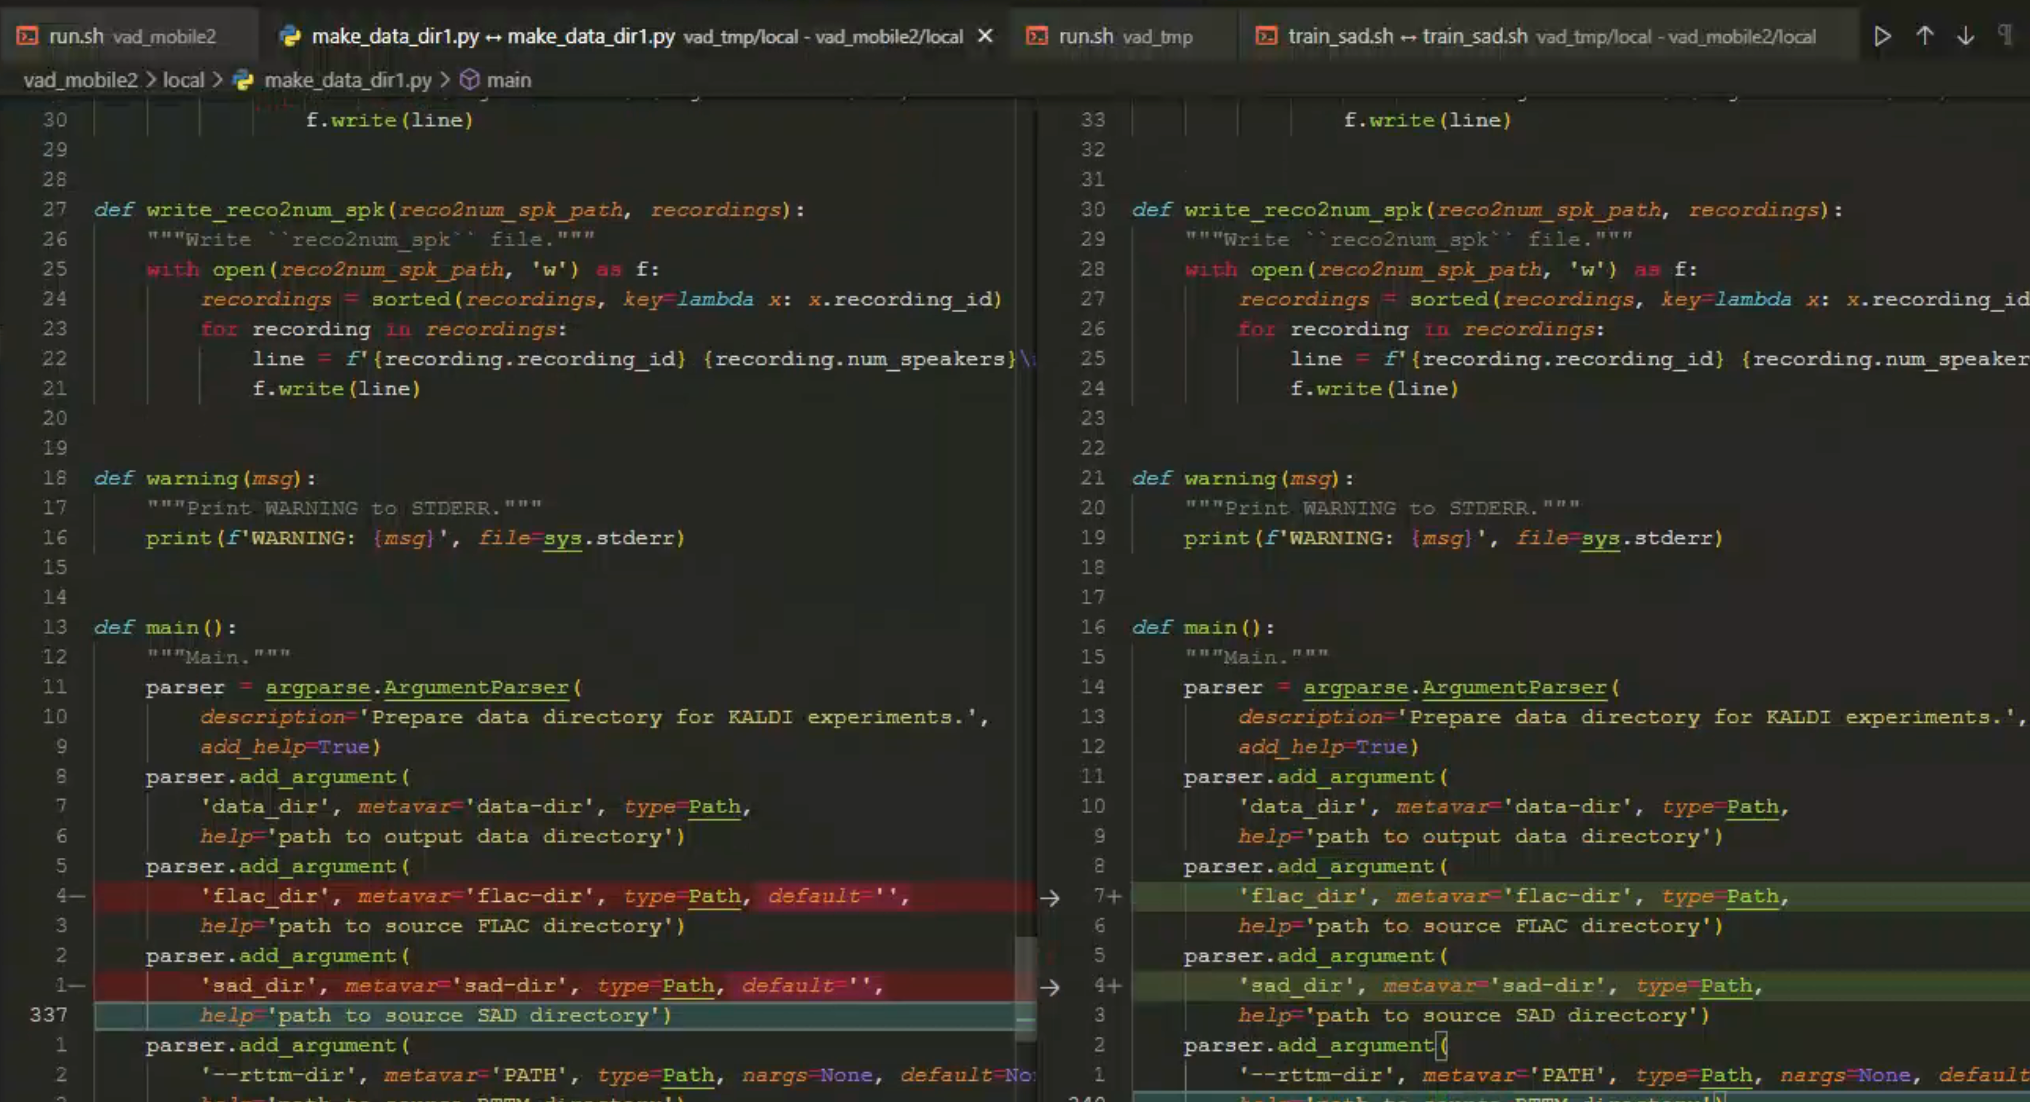 run.sh vad_mobile2 make_data_dir1.py ↔ make_data_dir1.py vad_tmp/local - vad_mobile2/local × run.sh vad_tmp train_sad.sh ↔ train_sad.sh vad_tmp/local - vad_mobile2/local
vad_mobile2 > local > make_data_dir1.py > main
30 f.write(line)
29
28
27 def write_reco2num_spk(reco2num_spk_path, recordings):
26 """Write ``reco2num_spk`` file."""
25 with open(reco2num_spk_path, 'w') as f:
24 recordings = sorted(recordings, key=lambda x: x.recording_id)
23 for recording in recordings:
22 line = f'{recording.recording_id} {recording.num_speakers}\
21 f.write(line)
20
19
18 def warning(msg):
17 """Print WARNING to STDERR."""
16 print(f'WARNING: {msg}', file=sys.stderr)
15
14
13 def main():
12 """Main."""
11 parser = argparse.ArgumentParser(
10 description='Prepare data directory for KALDI experiments.',
9 add_help=True)
8 parser.add_argument(
7 'data_dir', metavar='data-dir', type=Path,
6 help='path to output data directory')
5 parser.add_argument(
4— 'flac_dir', metavar='flac-dir', type=Path, default='',
3 help='path to source FLAC directory')
2 parser.add_argument(
1— 'sad_dir', metavar='sad-dir', type=Path, default='',
337 help='path to source SAD directory')
1 parser.add_argument(
2 '--rttm-dir', metavar='PATH', type=Path, nargs=None, default=No
33 f.write(line)
32
31
30 def write_reco2num_spk(reco2num_spk_path, recordings):
29 """Write ``reco2num_spk`` file."""
28 with open(reco2num_spk_path, 'w') as f:
27 recordings = sorted(recordings, key=lambda x: x.recording_id
26 for recording in recordings:
25 line = f'{recording.recording_id} {recording.num_speaker
24 f.write(line)
23
22
21 def warning(msg):
20 """Print WARNING to STDERR."""
19 print(f'WARNING: {msg}', file=sys.stderr)
18
17
16 def main():
15 """Main."""
14 parser = argparse.ArgumentParser(
13 description='Prepare data directory for KALDI experiments.',
12 add_help=True)
11 parser.add_argument(
10 'data_dir', metavar='data-dir', type=Path,
9 help='path to output data directory')
8 parser.add_argument(
7+ 'flac_dir', metavar='flac-dir', type=Path,
6 help='path to source FLAC directory')
5 parser.add_argument(
4+ 'sad_dir', metavar='sad-dir', type=Path,
3 help='path to source SAD directory')
2 parser.add_argument(
1 '--rttm-dir', metavar='PATH', type=Path, nargs=None, default